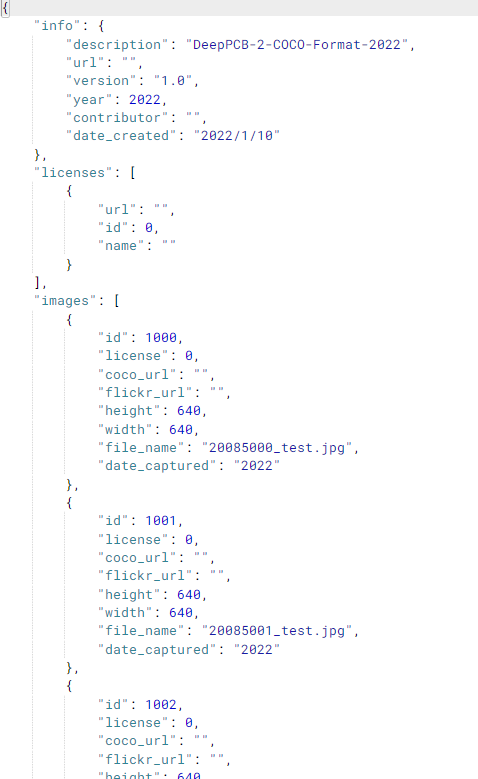 {
    "info": {
        "description": "DeepPCB-2-COCO-Format-2022",
        "url": "",
        "version": "1.0",
        "year": 2022,
        "contributor": "",
        "date_created": "2022/1/10"
    },
    "licenses": [
        {
            "url": "",
            "id": 0,
            "name": ""
        }
    ],
    "images": [
        {
            "id": 1000,
            "license": 0,
            "coco_url": "",
            "flickr_url": "",
            "height": 640,
            "width": 640,
            "file_name": "20085000_test.jpg",
            "date_captured": "2022"
        },
        {
            "id": 1001,
            "license": 0,
            "coco_url": "",
            "flickr_url": "",
            "height": 640,
            "width": 640,
            "file_name": "20085001_test.jpg",
            "date_captured": "2022"
        },
        {
            "id": 1002,
            "license": 0,
            "coco_url": "",
            "flickr_url": "",
            "height": 640